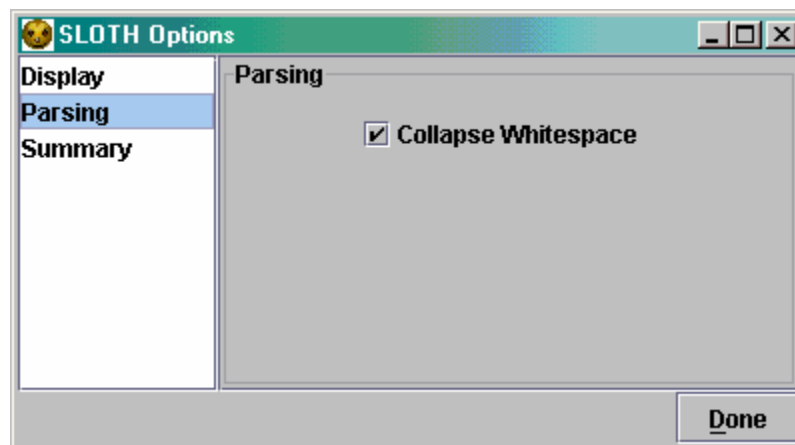 SLOTH Options
Display
Parsing
Summary
Parsing
Collapse Whitespace
Done